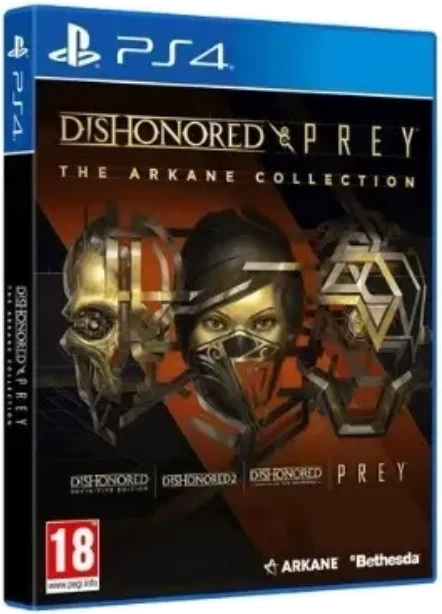 PS4
PS4
DISHONORED & PREY
THE ARKANE COLLECTION
DISHONORED
PREY
THE ARKANE COLLECTION
DISHONORED
DEFINITIVE EDITION
DISHONORED 2
DISHONORED
PREY
18
www.pegi.info
ARKANE
Bethesda